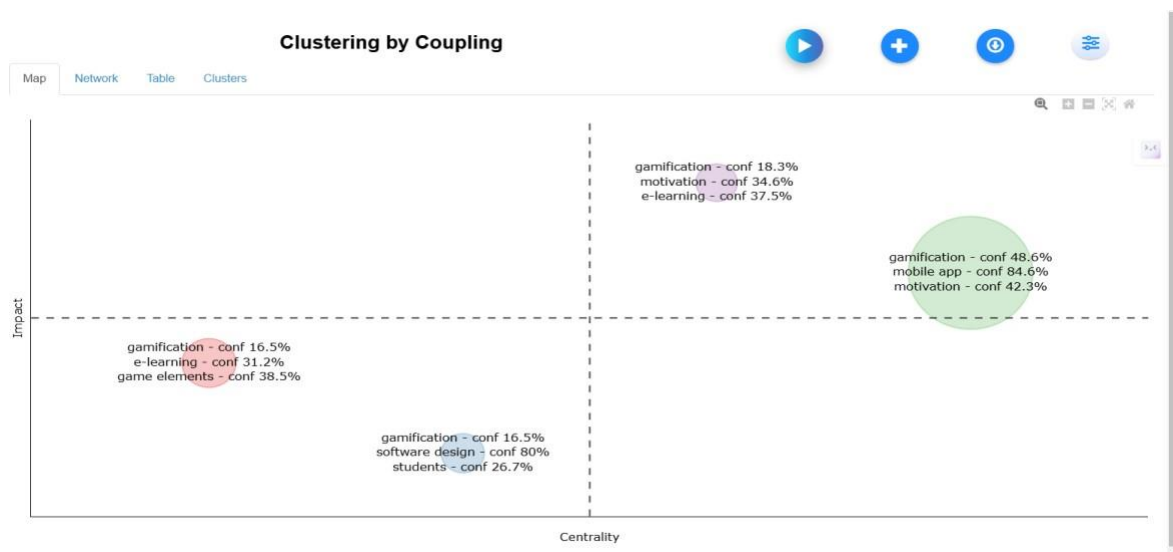 Clustering by Coupling
Map
Network
Table
Clusters
gamification - conf 18.3%
motivation - conf 34.6%
e-learning - conf 37.5%
gamification - conf 48.6%
mobile app - conf 84.6%
motivation - conf 42.3%
Impact
gamification - conf 16.5%
e-learning - conf 31.2%
game elements - conf 38.5%
gamification - conf 16.5%
software design - conf 80%
students - conf 26.7%
Centrality